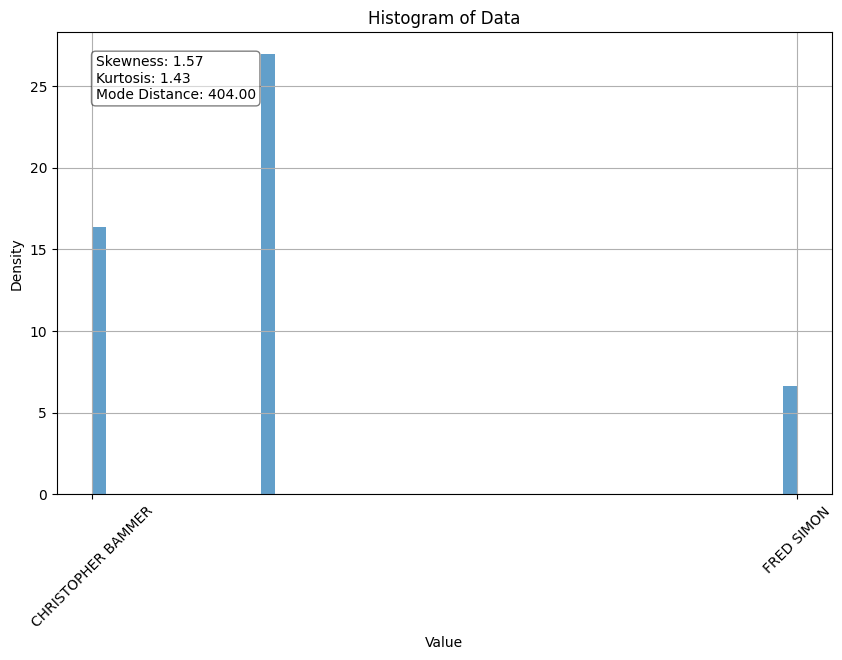 Histogram of Data
Skewness: 1.57
Kurtosis: 1.43
Mode Distance: 404.00
25
20
15
10
5
0
Density
CHRISTOPHER BAMMER
FRED SIMON
Value